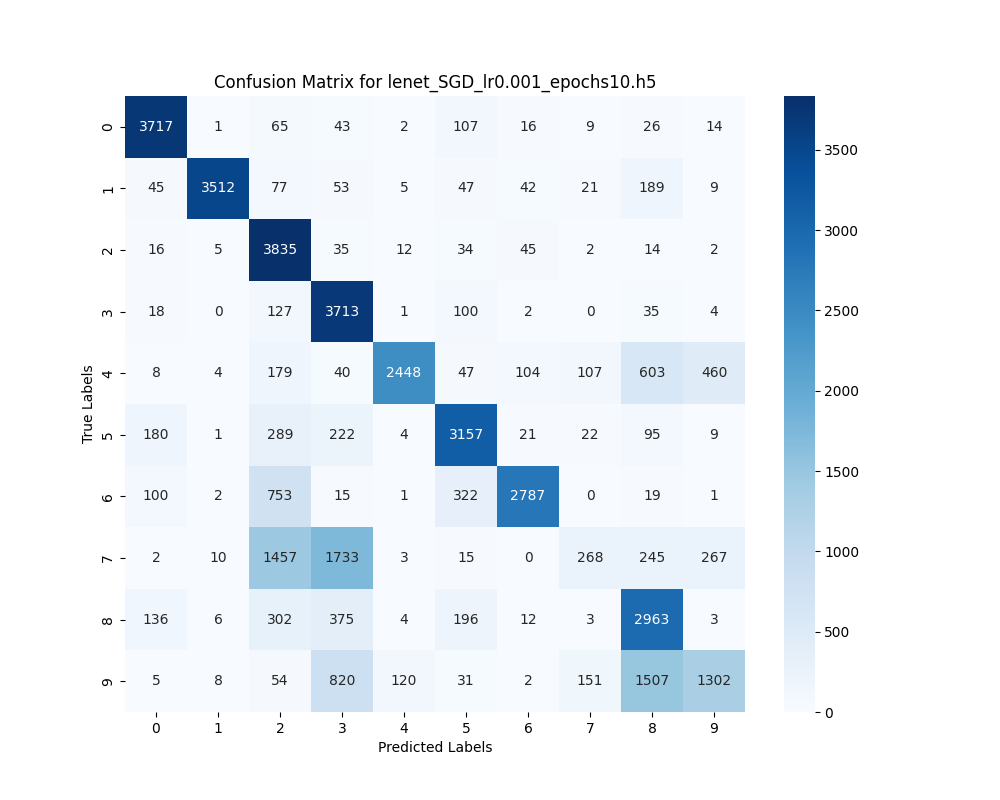 Confusion Matrix for lenet_SGD_lr0.001_epochs10.h5
True Labels
0 3717 1 65 43 2 107 16 9 26 14
1 45 3512 77 53 5 47 42 21 189 9
2 16 5 3835 35 12 34 45 2 14 2
3 18 0 127 3713 1 100 2 0 35 4
4 8 4 179 40 2448 47 104 107 603 460
5 180 1 289 222 4 3157 21 22 95 9
6 100 2 753 15 1 322 2787 0 19 1
7 2 10 1457 1733 3 15 0 268 245 267
8 136 6 302 375 4 196 12 3 2963 3
9 5 8 54 820 120 31 2 151 1507 1302
0 1 2 3 4 5 6 7 8 9
Predicted Labels
3500
3000
2500
2000
1500
1000
500
0